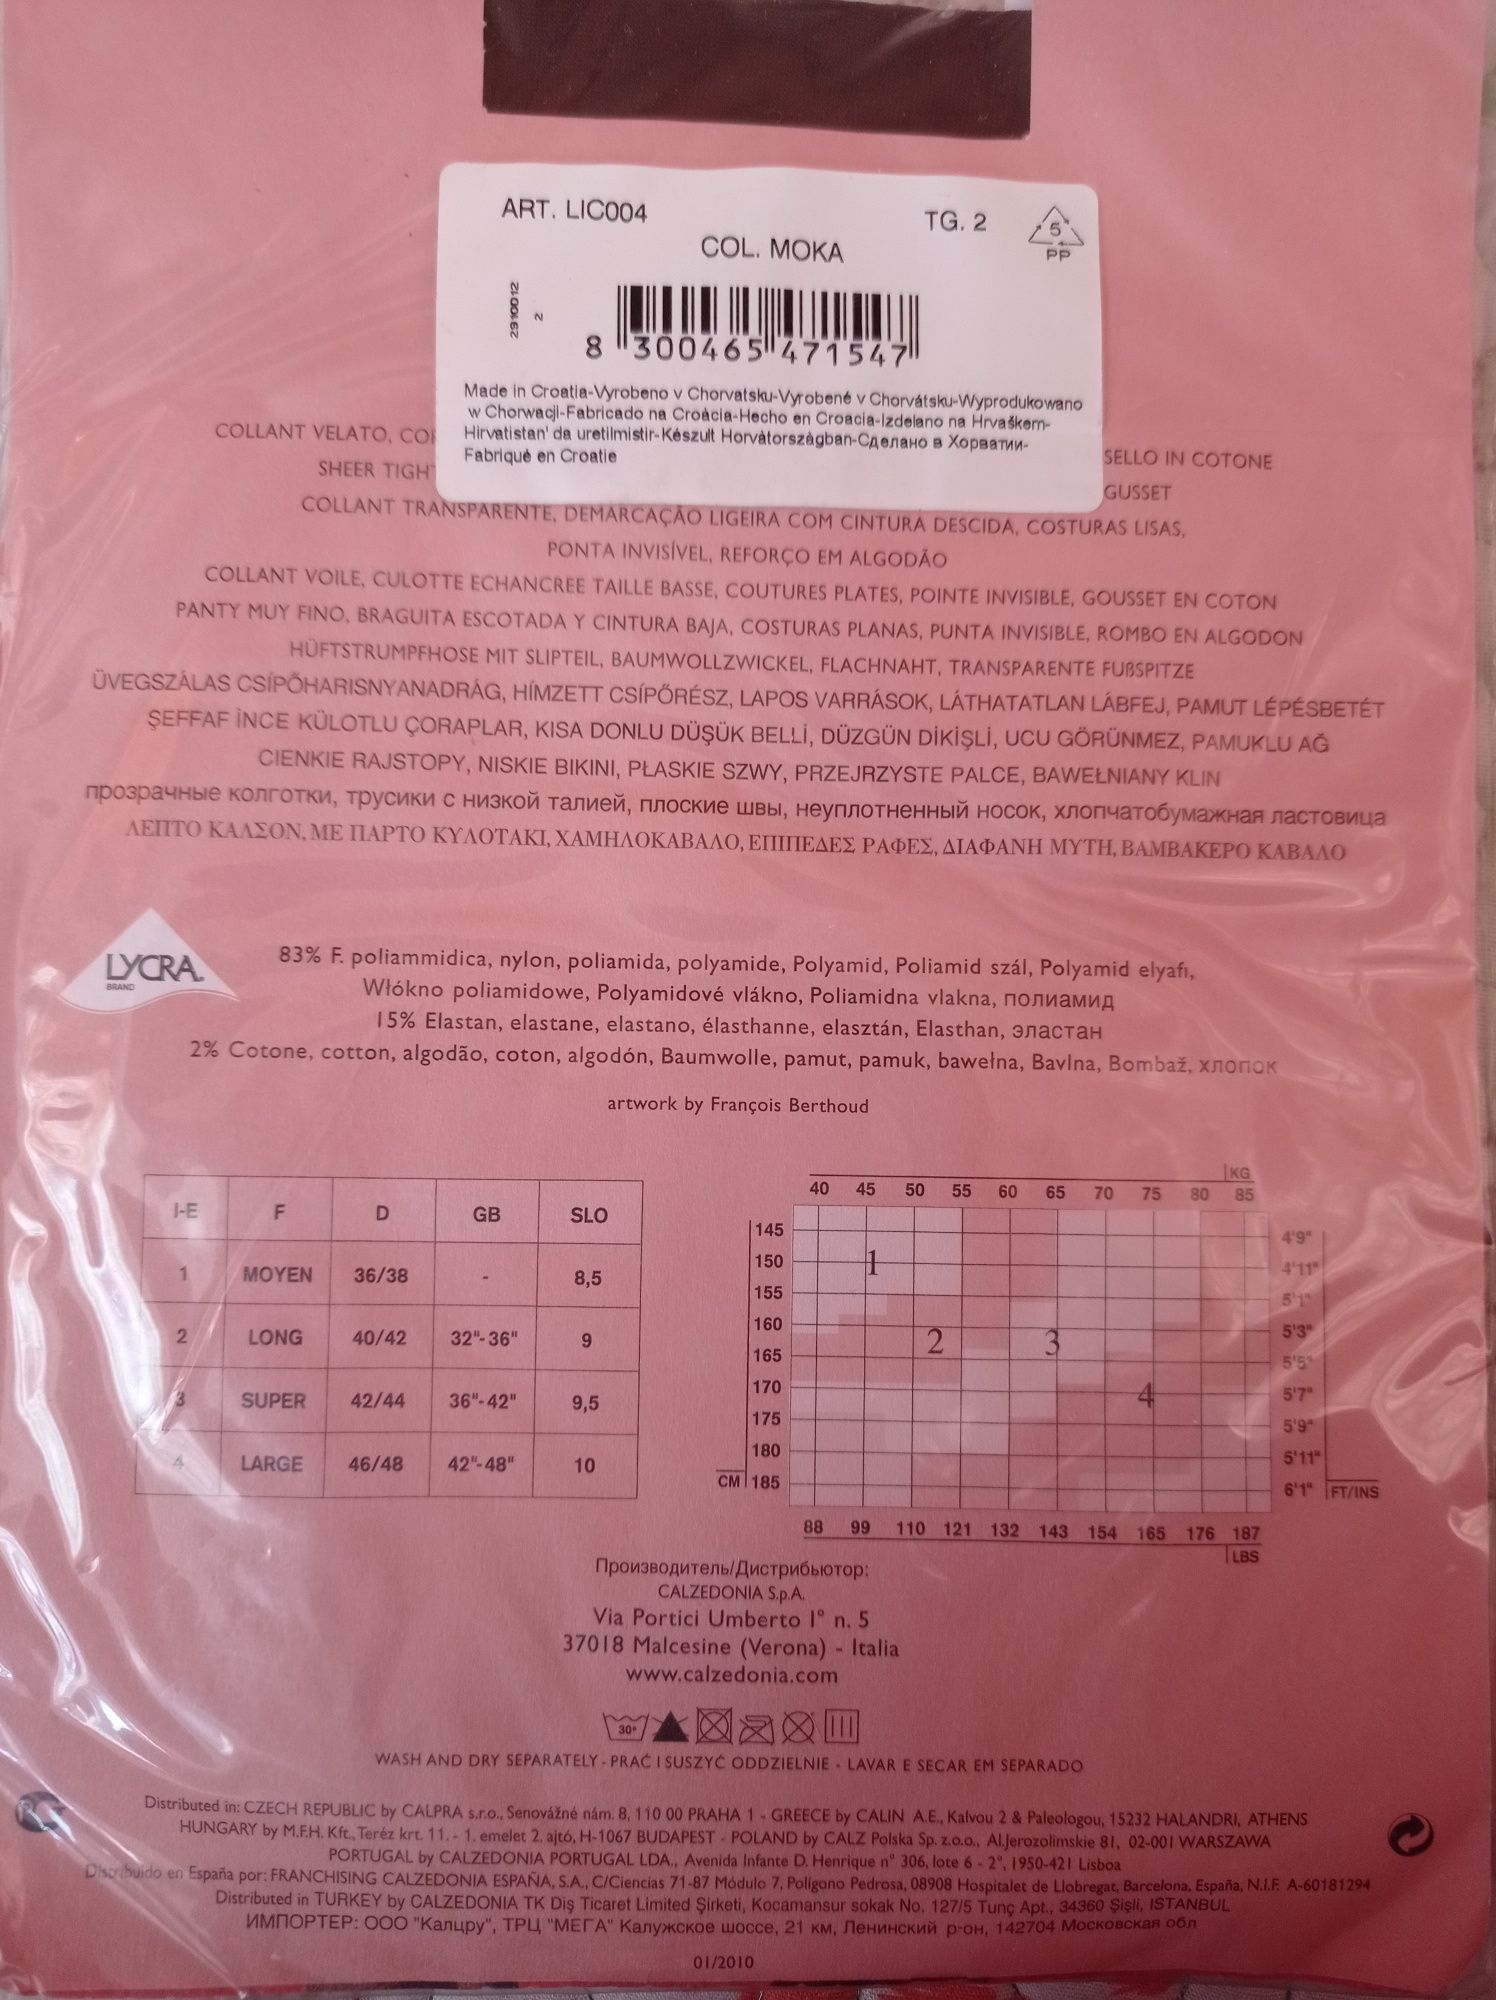 ART. LIC004
TG. 2
5
PP
COL. MOKA
2910012
2
8 300465 471547
Made in Croatia-Vyrobeno v Chorvatsku-Vyrobené v Chorvátsku-Wyprodukowano
w Chorwacji-Fabricado na Croàcia-Hecho en Croacia-Izdelano na Hrvaškem-
Hirvatistan' da uretilmistir-Készult Horvàtorszàgban-Сделано в Хорватии-
Fabriqué en Croatie
COLLANT VELATO, SELLO IN COTONE
SHEER GUSSET
COLLANT TRANSPARENTE, DEMARCAÇÃO LIGEIRA COM CINTURA DESCIDA, COSTURAS LISAS,
PONTA INVISÍVEL, REFORÇO EM ALGODÃO
COLLANT VOILE, CULOTTE ECHANCREE TAILLE BASSE, COUTURES PLATES, POINTE INVISIBLE, GOUSSET EN COTON
PANTY MUY FINO, BRAGUITA ESCOTADA Y CINTURA BAJA, COSTURAS PLANAS, PUNTA INVISIBLE, ROMBO EN ALGODON
HÜFTSTRUMPFHOSE MIT SLIPTEIL, BAUMWOLLZWICKEL, FLACHNAHT, TRANSPARENTE FUßSPITZE
ÜVEGSZÁLAS CSÍPŐHARISNYANADRÁG, HÍMZETT CSÍPŐRÉSZ, LAPOS VARRÁSOK, LÁTHATATLAN LÁBFEJ, PAMUT LÉPÉSBETÉT
ŞEFFAF İNCE KÜLOTLU ÇORAPLAR, KISA DONLU DÜŞÜK BELLİ, DÜZGÜN DİKİŞLİ, UCU GÖRÜNMEZ, PAMUKLU AĞ
CIENKIE RAJSTOPY, NISKIE BIKINI, PŁASKIE SZWY, PRZEJRZYSTE PALCE, BAWEŁNIANY KLIN
прозрачные колготки, трусики с низкой талией, плоские швы, неуплотненный носок, хлопчатобумажная ластовица
ΛΕΠΤΟ ΚΑΛΣΟΝ, ΜΕ ΠΑΡΤΟ ΚΥΛΟΤΑΚΙ, ΧΑΜΗΛΟΚΑΒΑΛΟ, ΕΠΙΠΕΔΕΣ ΡΑΦΕΣ, ΔΙΑΦΑΝΗ ΜΥΤΗ, ΒΑΜΒΑΚΕΡΟ ΚΑΒΑΛΟ
LYCRA®
BRAND
83% F. poliammidica, nylon, poliamida, polyamide, Polyamid, Poliamid szál, Polyamid elyafı,
Włókno poliamidowe, Polyamidové vlákno, Poliamidna vlakna, полиамид
15% Elastan, elastane, elastano, élasthanne, elasztán, Elasthan, эластан
2% Cotone, cotton, algodão, coton, algodón, Baumwolle, pamut, pamuk, bawełna, Bavlna, Bombaž, хлопок
artwork by François Berthoud
I-E F D GB SLO
1 MOYEN 36/38 - 8,5
2 LONG 40/42 32"-36" 9
3 SUPER 42/44 36"-42" 9,5
4 LARGE 46/48 42"-48" 10
KG
40 45 50 55 60 65 70 75 80 85
145 4'9"
150 1 4'11"
155 5'1"
160 5'3"
2 3
165 5'5"
170 4 5'7"
175 5'9"
180 5'11"
CM 185 6'1" FT/INS
88 99 110 121 132 143 154 165 176 187
LBS
Производитель/Дистрибьютор:
CALZEDONIA S.p.A.
Via Portici Umberto I° n. 5
37018 Malcesine (Verona) - Italia
www.calzedonia.com
30°
WASH AND DRY SEPARATELY - PRAĆ I SUSZYĆ ODDZIELNIE - LAVAR E SECAR EM SEPARADO
Distributed in: CZECH REPUBLIC by CALPRA s.r.o., Senovážné nám. 8, 110 00 PRAHA 1 - GREECE by CALIN A.E., Kalvou 2 & Paleologou, 15232 HALANDRI, ATHENS
HUNGARY by M.F.H. Kft., Teréz krt. 11. - 1. emelet 2. ajtó, H-1067 BUDAPEST - POLAND by CALZ Polska Sp. z.o.o., Al.Jerozolimskie 81, 02-001 WARSZAWA
PORTUGAL by CALZEDONIA PORTUGAL LDA., Avenida Infante D. Henrique n° 306, lote 6 - 2°, 1950-421 Lisboa
Distribuido en España por: FRANCHISING CALZEDONIA ESPAÑA, S.A., C/Ciencias 71-87 Módulo 7, Polígono Pedrosa, 08908 Hospitalet de Llobregat, Barcelona, España, N.I.F. A-60181294
Distributed in TURKEY by CALZEDONIA TK Diş Ticaret Limited Şirketi, Kocamansur sokak No. 127/5 Tunç Apt., 34360 Şişli, ISTANBUL
ИМПОРТЕР: ООО "Калцру", ТРЦ "МЕГА" Калужское шоссе, 21 км, Ленинский р-он, 142704 Московская обл
01/2010